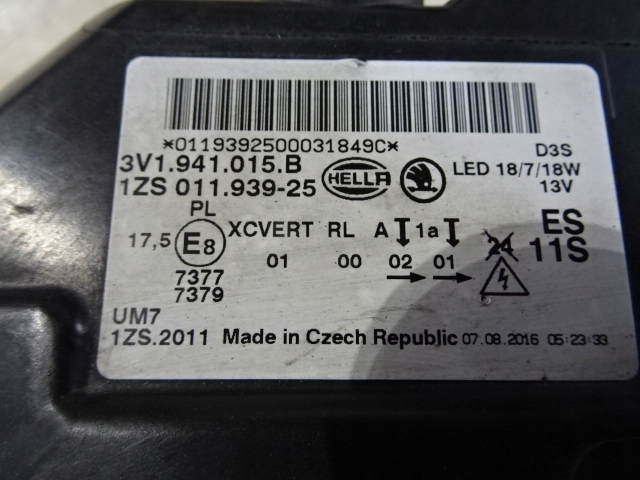 *0119392500031849C*
3V1.941.015.B HELLA D3S
LED 18/7/18W
1ZS 011.939-25 13V
PL
17,5 E8 XCVERT RL A 1a 24 ES
01 00 02 01 11S
7377
7379
UM7
1ZS.2011 Made in Czech Republic 07.08.2016 05:23:33